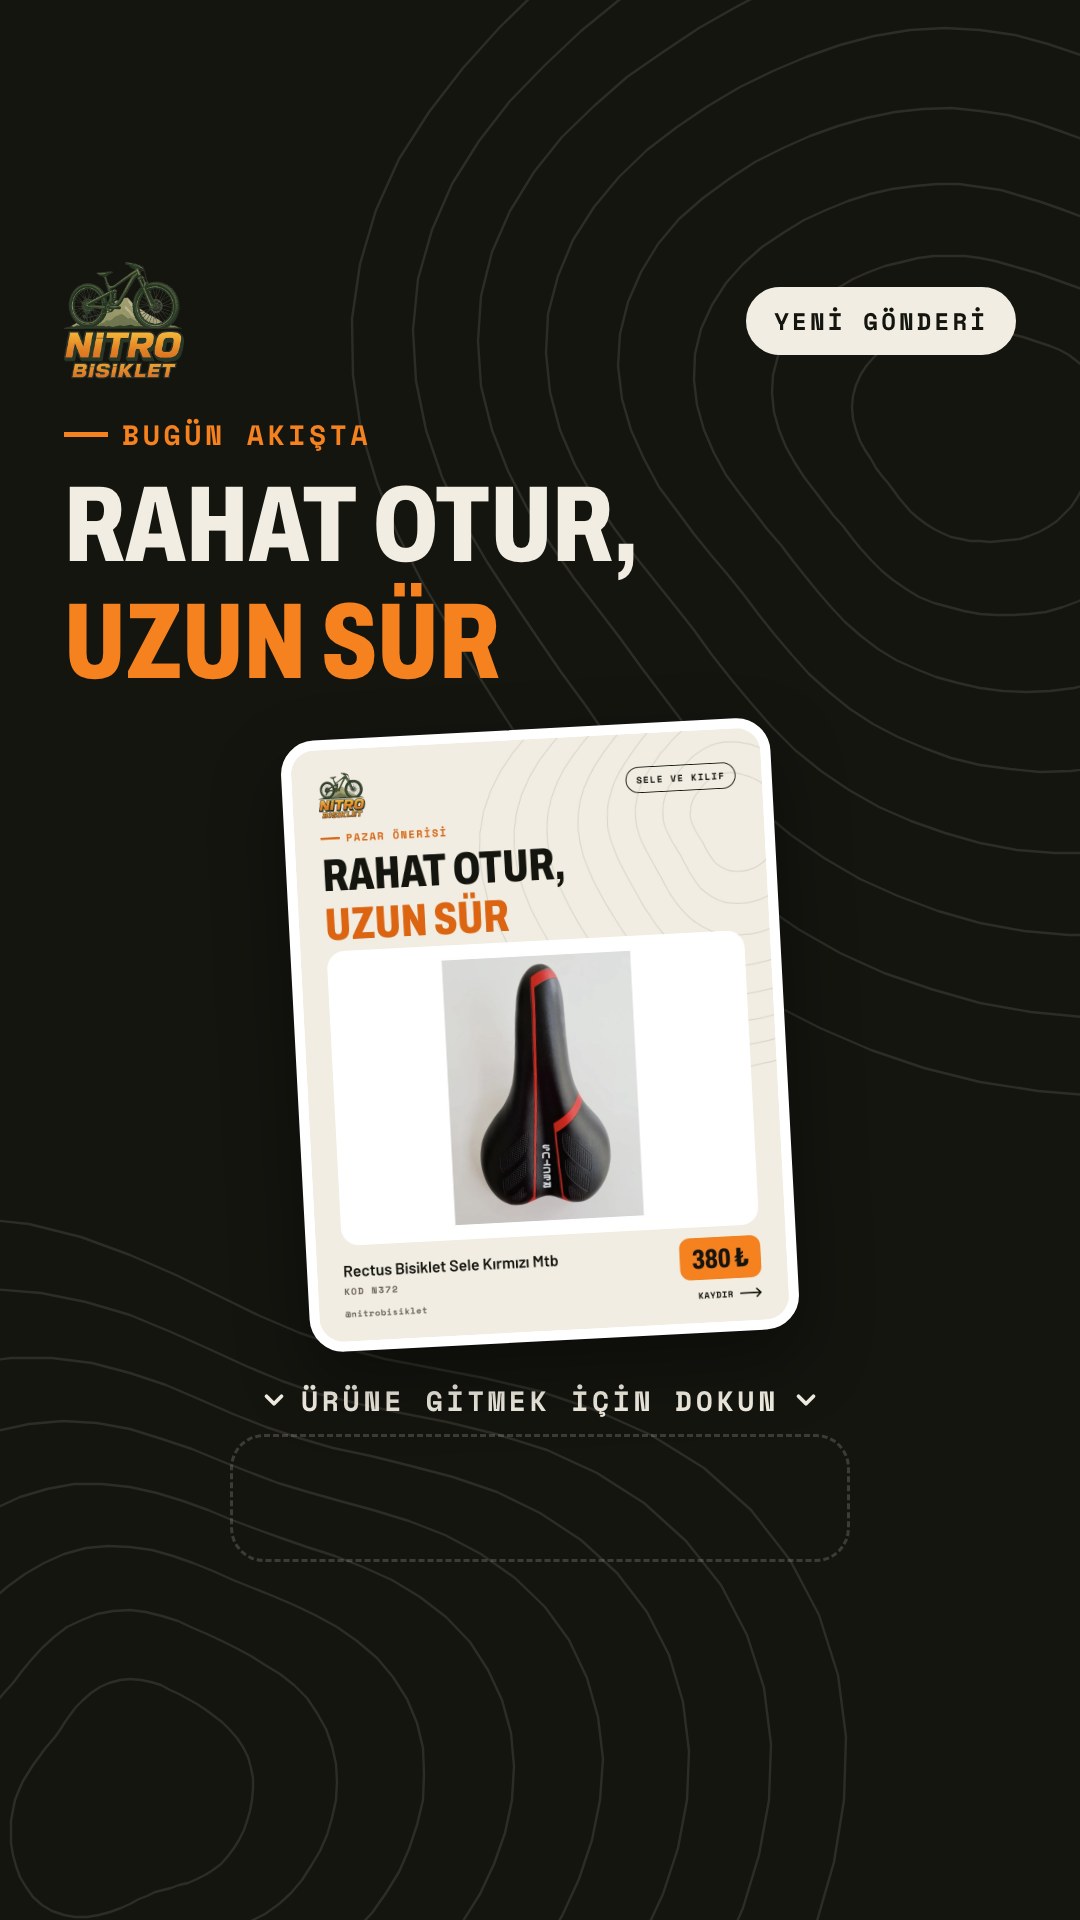 NiTRO
BiSiKLET
YENİ GÖNDERİ
BUGÜN AKIŞTA
RAHAT OTUR,
UZUN SÜR
NiTRO
BiSiKLET
SELE VE KILIF
PAZAR ÖNERİSİ
RAHAT OTUR,
UZUN SÜR
Rectus Bisiklet Sele Kırmızı Mtb
380 ₺
KOD N372
KAYDIR
@nitrobisiklet
ÜRÜNE GİTMEK İÇİN DOKUN